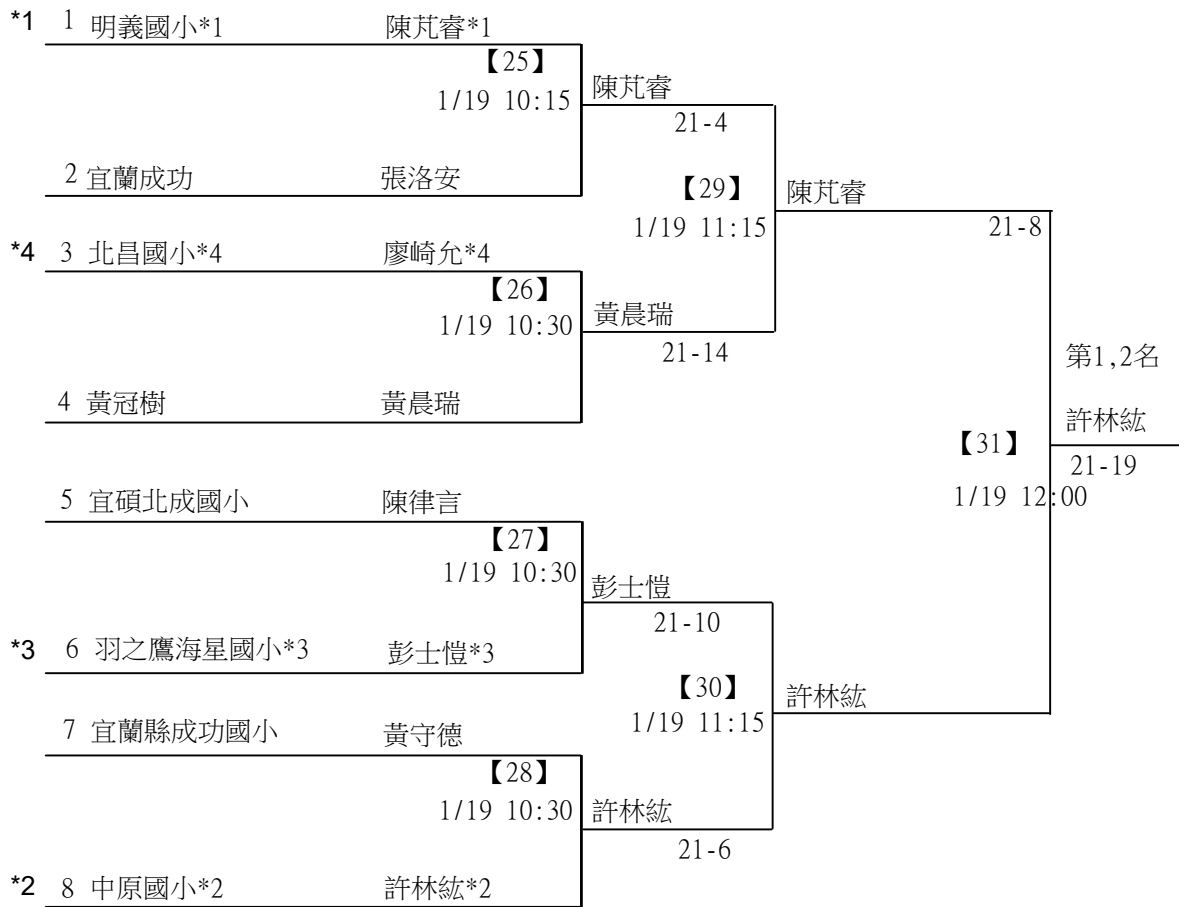 *1 1 明義國小*1 陳芃睿*1
【25】
1/19 10:15
陳芃睿
21-4
2 宜蘭成功 張洛安
【29】
1/19 11:15
陳芃睿
21-8
*4 3 北昌國小*4 廖崎允*4
【26】
1/19 10:30
黃晨瑞
21-14
4 黃冠樹 黃晨瑞
第1,2名
【31】
1/19 12:00
許林紘
21-19
5 宜碩北成國小 陳律言
【27】
1/19 10:30
彭士愷
21-10
*3 6 羽之鷹海星國小*3 彭士愷*3
【30】
1/19 11:15
許林紘
7 宜蘭縣成功國小 黃守德
【28】
1/19 10:30
許林紘
21-6
*2 8 中原國小*2 許林紘*2